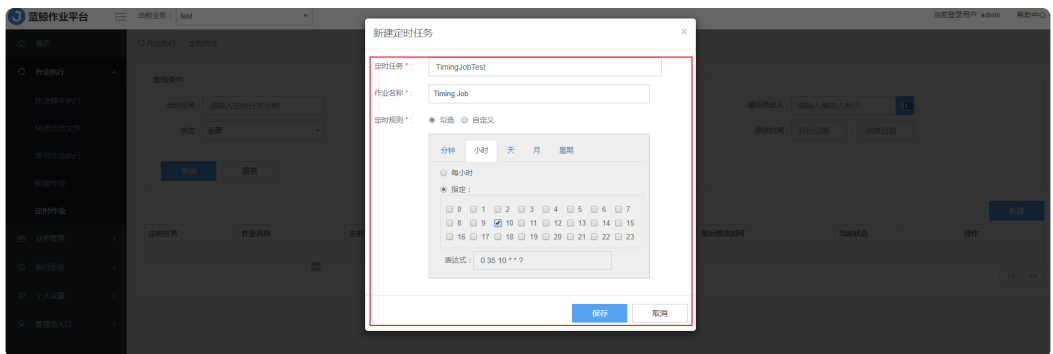 蓝鲸作业平台
当前业务： test
当前登录用户: admin 帮助中心
首页
作业执行 | 定时作业
作业执行
快速脚本执行
快速分发文件
常用作业执行
新建作业
定时作业
业务管理
执行历史
个人设置
管理员入口
查询条件
定时任务： 请输入定时任务名称
最后修改人： 请输入修改人账户
状态： 全部
修改时间： 开始日期 - 结束日期
查询 重置
新建
定时任务 作业名称 最后修改时间 当前状态 操作
<< >>
新建定时任务 ×
定时任务 *： TimingJobTest
作业名称 *： Timing Job
定时规则 *： 勾选 自定义
分钟 小时 天 月 星期
每小时
指定：
0 1 2 3 4 5 6 7
8 9 10 11 12 13 14 15
16 17 18 19 20 21 22 23
表达式： 0 35 10 * * ?
保存 取消